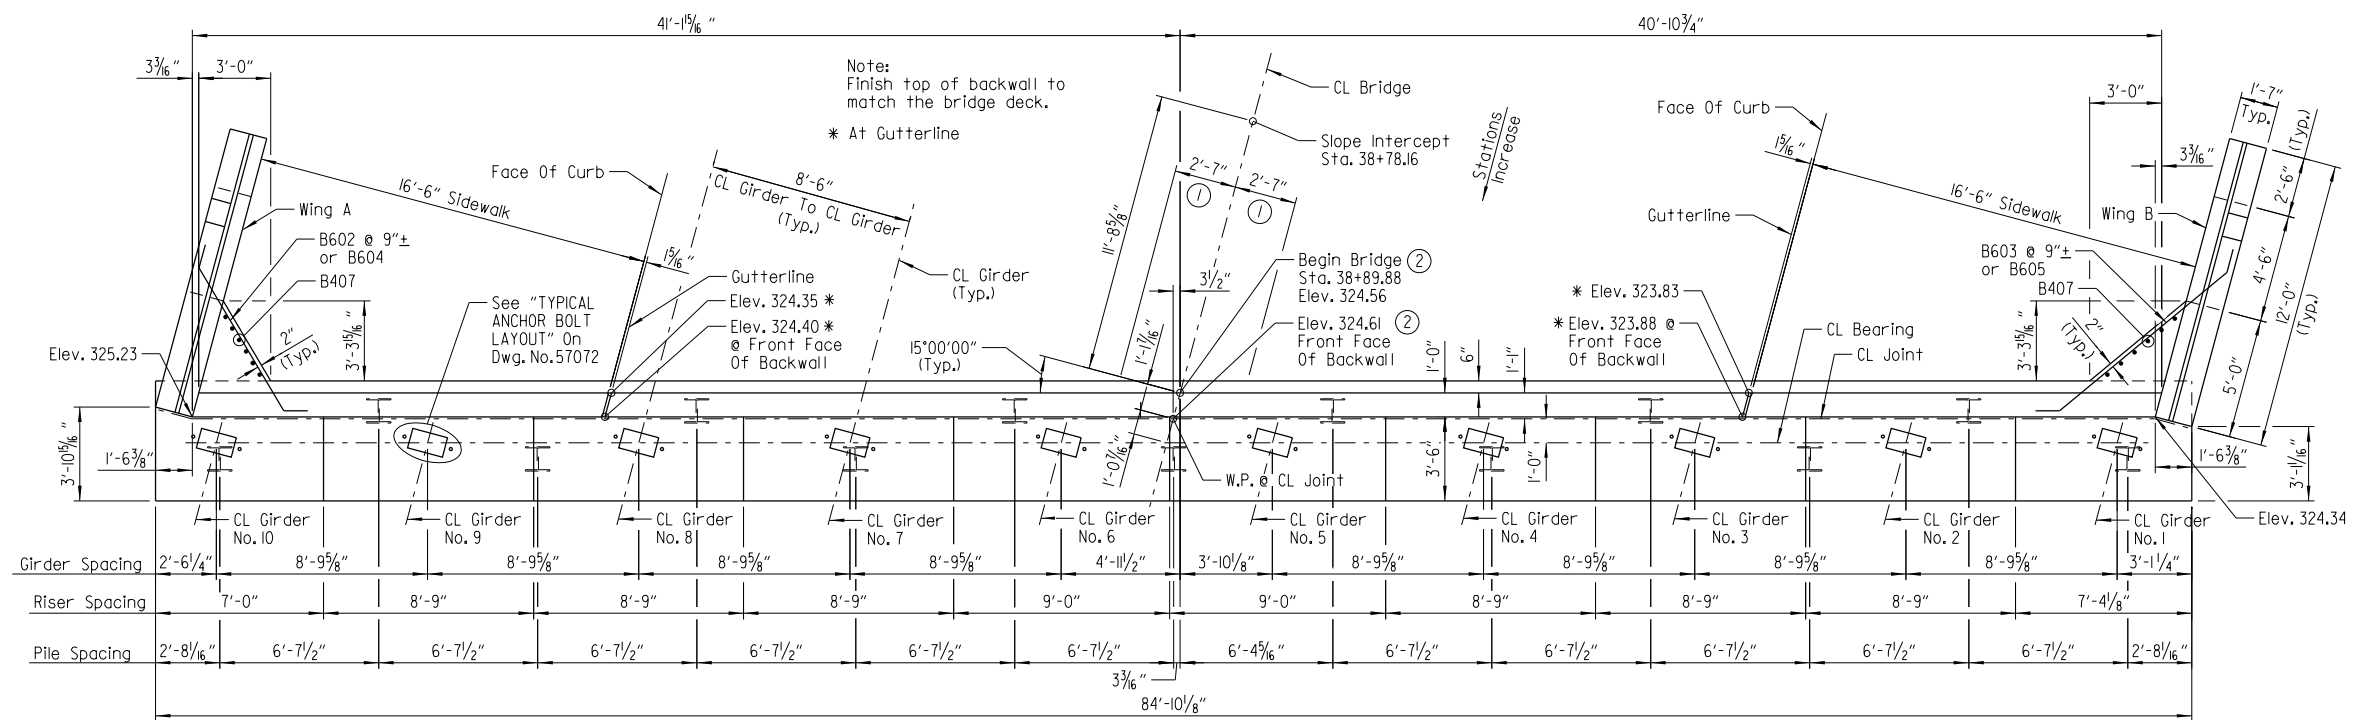 41'-1 15/16"
40'-10 3/4"
3 3/16"
3'-0"
Note:
Finish top of backwall to
match the bridge deck.
* At Gutterline
CL Bridge
Slope Intercept
Sta. 38+78.16
Stations
Increase
Face Of Curb
3'-0"
1'-7"
Typ.
3 3/16"
2'-6"
(Typ.)
Face Of Curb
16'-6" Sidewalk
Wing A
B602 @ 9"±
or B604
B407
1 5/16"
8'-6"
CL Girder To CL Girder
(Typ.)
Gutterline
CL Girder
(Typ.)
11'-8 5/8"
2'-7"
1
2'-7"
1
3 1/2"
Begin Bridge 2
Sta. 38+89.88
Elev. 324.56
Elev. 324.61 2
Front Face
Of Backwall
1 5/16"
16'-6" Sidewalk
Gutterline
Wing B
B603 @ 9"±
or B605
B407
4'-6"
12'-0"
(Typ.)
5'-0"
See "TYPICAL
ANCHOR BOLT
LAYOUT" On
Dwg. No. 57072
Elev. 324.35 *
Elev. 324.40 *
@ Front Face
Of Backwall
15°00'00"
(Typ.)
1'-1 7/16"
1'-0"
6"
1'-1"
* Elev. 323.83
* Elev. 323.88 @
Front Face
Of Backwall
CL Bearing
CL Joint
3'-3 15/16"
2"
(Typ.)
3'-3 15/16"
2"
(Typ.)
Elev. 325.23
3'-10 15/16"
1'-6 3/8"
1'-0 7/16"
W.P. @ CL Joint
3'-6"
1'-0"
1'-6 3/8"
3'-1 1/16"
Elev. 324.34
CL Girder
No. 10
CL Girder
No. 9
CL Girder
No. 8
CL Girder
No. 7
CL Girder
No. 6
CL Girder
No. 5
CL Girder
No. 4
CL Girder
No. 3
CL Girder
No. 2
CL Girder
No. 1
Girder Spacing 2'-6 1/4" 8'-9 5/8" 8'-9 5/8" 8'-9 5/8" 8'-9 5/8" 4'-11 1/2" 3'-10 1/8" 8'-9 5/8" 8'-9 5/8" 8'-9 5/8" 8'-9 5/8" 3'-1 1/4"
Riser Spacing 7'-0" 8'-9" 8'-9" 8'-9" 9'-0" 9'-0" 8'-9" 8'-9" 8'-9" 7'-4 1/8"
Pile Spacing 2'-8 1/16" 6'-7 1/2" 6'-7 1/2" 6'-7 1/2" 6'-7 1/2" 6'-7 1/2" 6'-7 1/2" 6'-4 5/16" 6'-7 1/2" 6'-7 1/2" 6'-7 1/2" 6'-7 1/2" 2'-8 1/16"
3 3/16"
84'-10 1/8"